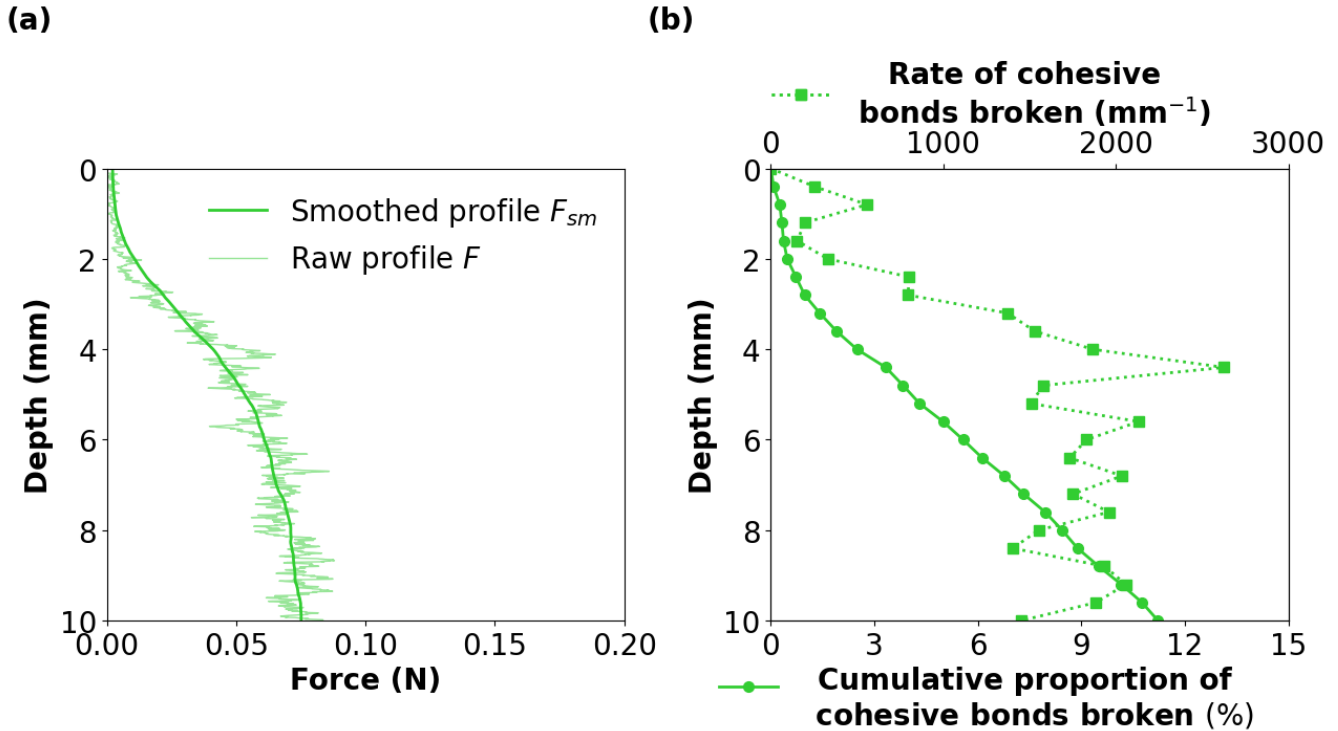 (a)
(b)
Rate of cohesive
bonds broken (mm⁻¹)
0 1000 2000 3000
Smoothed profile Fₛₘ
Raw profile F
Depth (mm)
0
2
4
6
8
10
0.00 0.05 0.10 0.15 0.20
Force (N)
Depth (mm)
0
2
4
6
8
10
0 3 6 9 12 15
Cumulative proportion of
cohesive bonds broken (%)